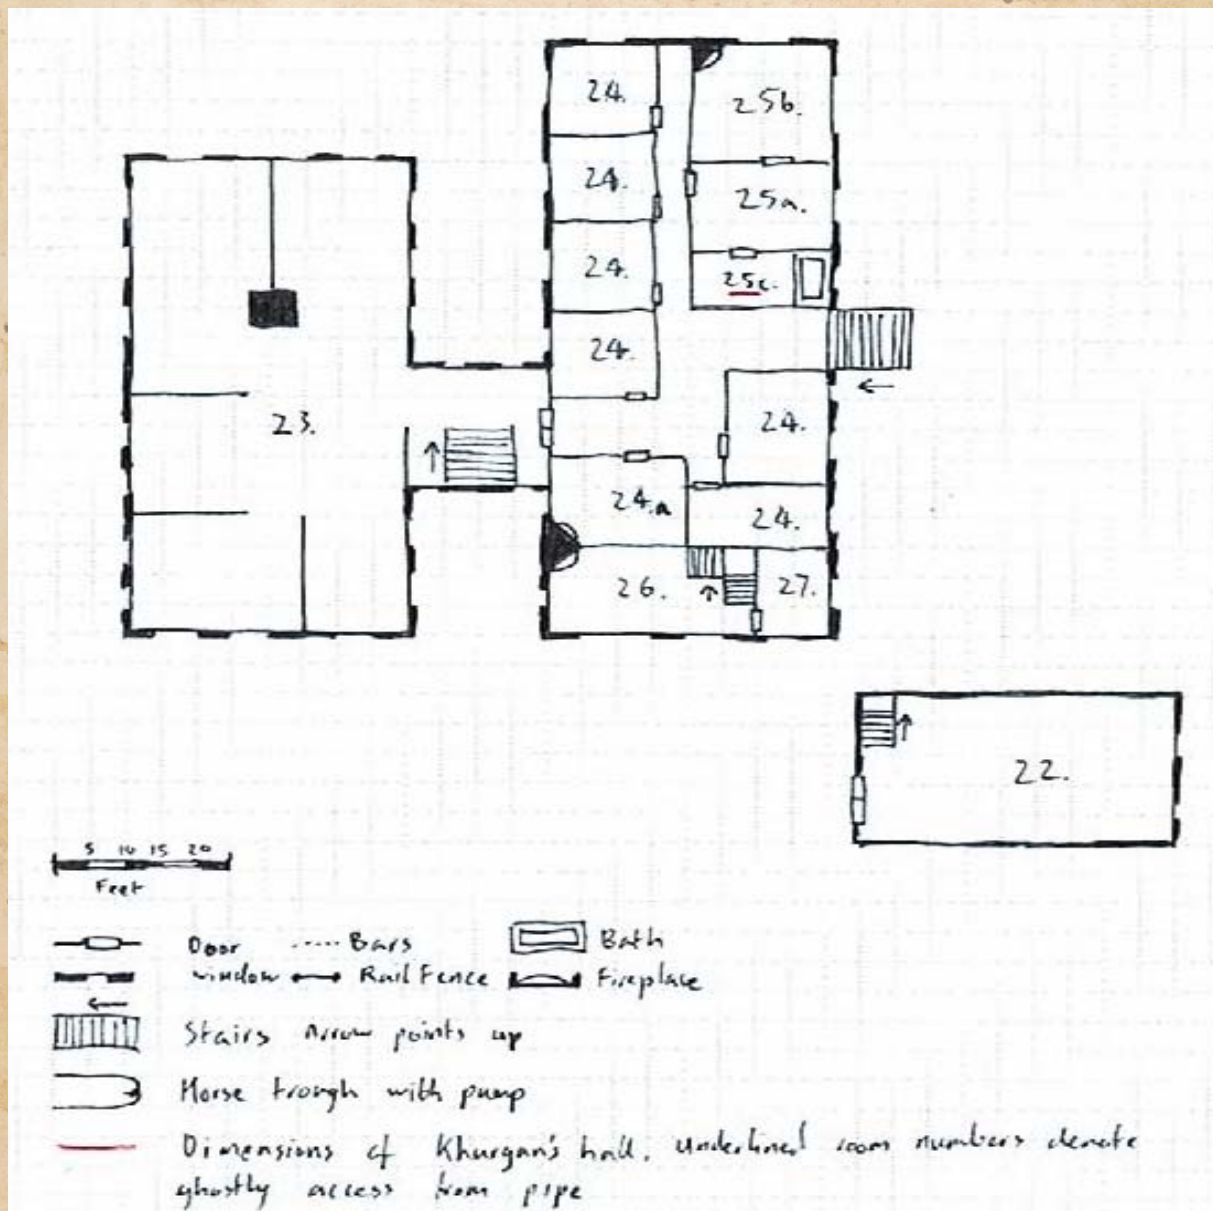 24.
25b.
24.
25a.
24.
25c.
24.
23.
24.
24.a
24.
26.
27.
22.
5 10 15 20
Feet
Door
Bars
Bath
window
Rail Fence
Fireplace
Stairs Arrow points up
Horse trough with pump
Dimensions of Khurgan's hall. Underlined room numbers denote
ghostly access from pipe